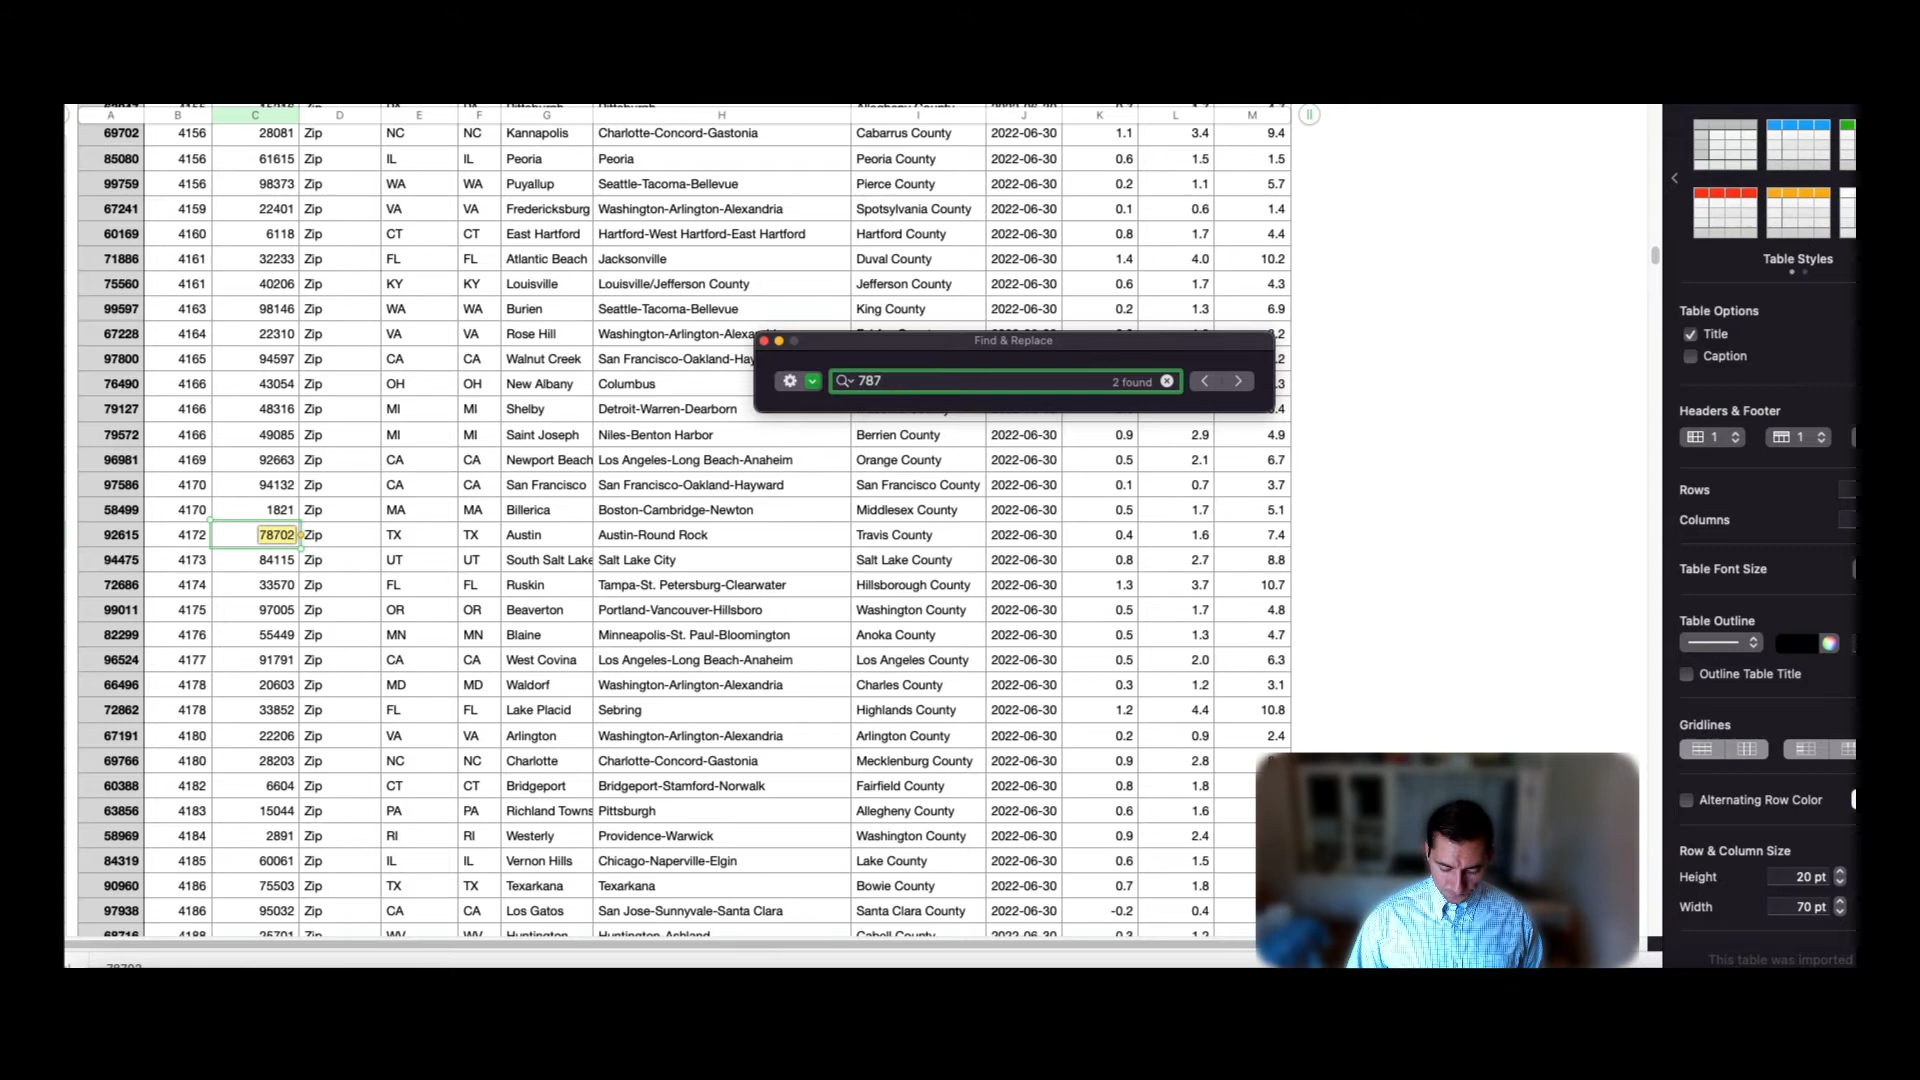 A B C D E F G H I J K L M
69702 4156 28081 Zip NC NC Kannapolis Charlotte-Concord-Gastonia Cabarrus County 2022-06-30 1.1 3.4 9.4
85080 4156 61615 Zip IL IL Peoria Peoria Peoria County 2022-06-30 0.6 1.5 1.5
99759 4156 98373 Zip WA WA Puyallup Seattle-Tacoma-Bellevue Pierce County 2022-06-30 0.2 1.1 5.7
67241 4159 22401 Zip VA VA Fredericksburg Washington-Arlington-Alexandria Spotsylvania County 2022-06-30 0.1 0.6 1.4
60169 4160 6118 Zip CT CT East Hartford Hartford-West Hartford-East Hartford Hartford County 2022-06-30 0.8 1.7 4.4
71886 4161 32233 Zip FL FL Atlantic Beach Jacksonville Duval County 2022-06-30 1.4 4.0 10.2
75560 4161 40206 Zip KY KY Louisville Louisville/Jefferson County Jefferson County 2022-06-30 0.6 1.7 4.3
99597 4163 98146 Zip WA WA Burien Seattle-Tacoma-Bellevue King County 2022-06-30 0.2 1.3 6.9
67228 4164 22310 Zip VA VA Rose Hill Washington-Arlington-Alexa
97800 4165 94597 Zip CA CA Walnut Creek San Francisco-Oakland-Hay
76490 4166 43054 Zip OH OH New Albany Columbus
79127 4166 48316 Zip MI MI Shelby Detroit-Warren-Dearborn
79572 4166 49085 Zip MI MI Saint Joseph Niles-Benton Harbor Berrien County 2022-06-30 0.9 2.9 4.9
96981 4169 92663 Zip CA CA Newport Beach Los Angeles-Long Beach-Anaheim Orange County 2022-06-30 0.5 2.1 6.7
97586 4170 94132 Zip CA CA San Francisco San Francisco-Oakland-Hayward San Francisco County 2022-06-30 0.1 0.7 3.7
58499 4170 1821 Zip MA MA Billerica Boston-Cambridge-Newton Middlesex County 2022-06-30 0.5 1.7 5.1
92615 4172 78702 Zip TX TX Austin Austin-Round Rock Travis County 2022-06-30 0.4 1.6 7.4
94475 4173 84115 Zip UT UT South Salt Lake Salt Lake City Salt Lake County 2022-06-30 0.8 2.7 8.8
72686 4174 33570 Zip FL FL Ruskin Tampa-St. Petersburg-Clearwater Hillsborough County 2022-06-30 1.3 3.7 10.7
99011 4175 97005 Zip OR OR Beaverton Portland-Vancouver-Hillsboro Washington County 2022-06-30 0.5 1.7 4.8
82299 4176 55449 Zip MN MN Blaine Minneapolis-St. Paul-Bloomington Anoka County 2022-06-30 0.5 1.3 4.7
96524 4177 91791 Zip CA CA West Covina Los Angeles-Long Beach-Anaheim Los Angeles County 2022-06-30 0.5 2.0 6.3
66496 4178 20603 Zip MD MD Waldorf Washington-Arlington-Alexandria Charles County 2022-06-30 0.3 1.2 3.1
72862 4178 33852 Zip FL FL Lake Placid Sebring Highlands County 2022-06-30 1.2 4.4 10.8
67191 4180 22206 Zip VA VA Arlington Washington-Arlington-Alexandria Arlington County 2022-06-30 0.2 0.9 2.4
69766 4180 28203 Zip NC NC Charlotte Charlotte-Concord-Gastonia Mecklenburg County 2022-06-30 0.9 2.8
60388 4182 6604 Zip CT CT Bridgeport Bridgeport-Stamford-Norwalk Fairfield County 2022-06-30 0.8 1.8
63856 4183 15044 Zip PA PA Richland Towns Pittsburgh Allegheny County 2022-06-30 0.6 1.6
58969 4184 2891 Zip RI RI Westerly Providence-Warwick Washington County 2022-06-30 0.9 2.4
84319 4185 60061 Zip IL IL Vernon Hills Chicago-Naperville-Elgin Lake County 2022-06-30 0.6 1.5
90960 4186 75503 Zip TX TX Texarkana Texarkana Bowie County 2022-06-30 0.7 1.8
97938 4186 95032 Zip CA CA Los Gatos San Jose-Sunnyvale-Santa Clara Santa Clara County 2022-06-30 -0.2 0.4
Find & Replace
787
2 found
Table Styles
Table Options
Title
Caption
Headers & Footer
1 1
Rows
Columns
Table Font Size
Table Outline
Outline Table Title
Gridlines
Alternating Row Color
Row & Column Size
Height 20 pt
Width 70 pt
This table was imported